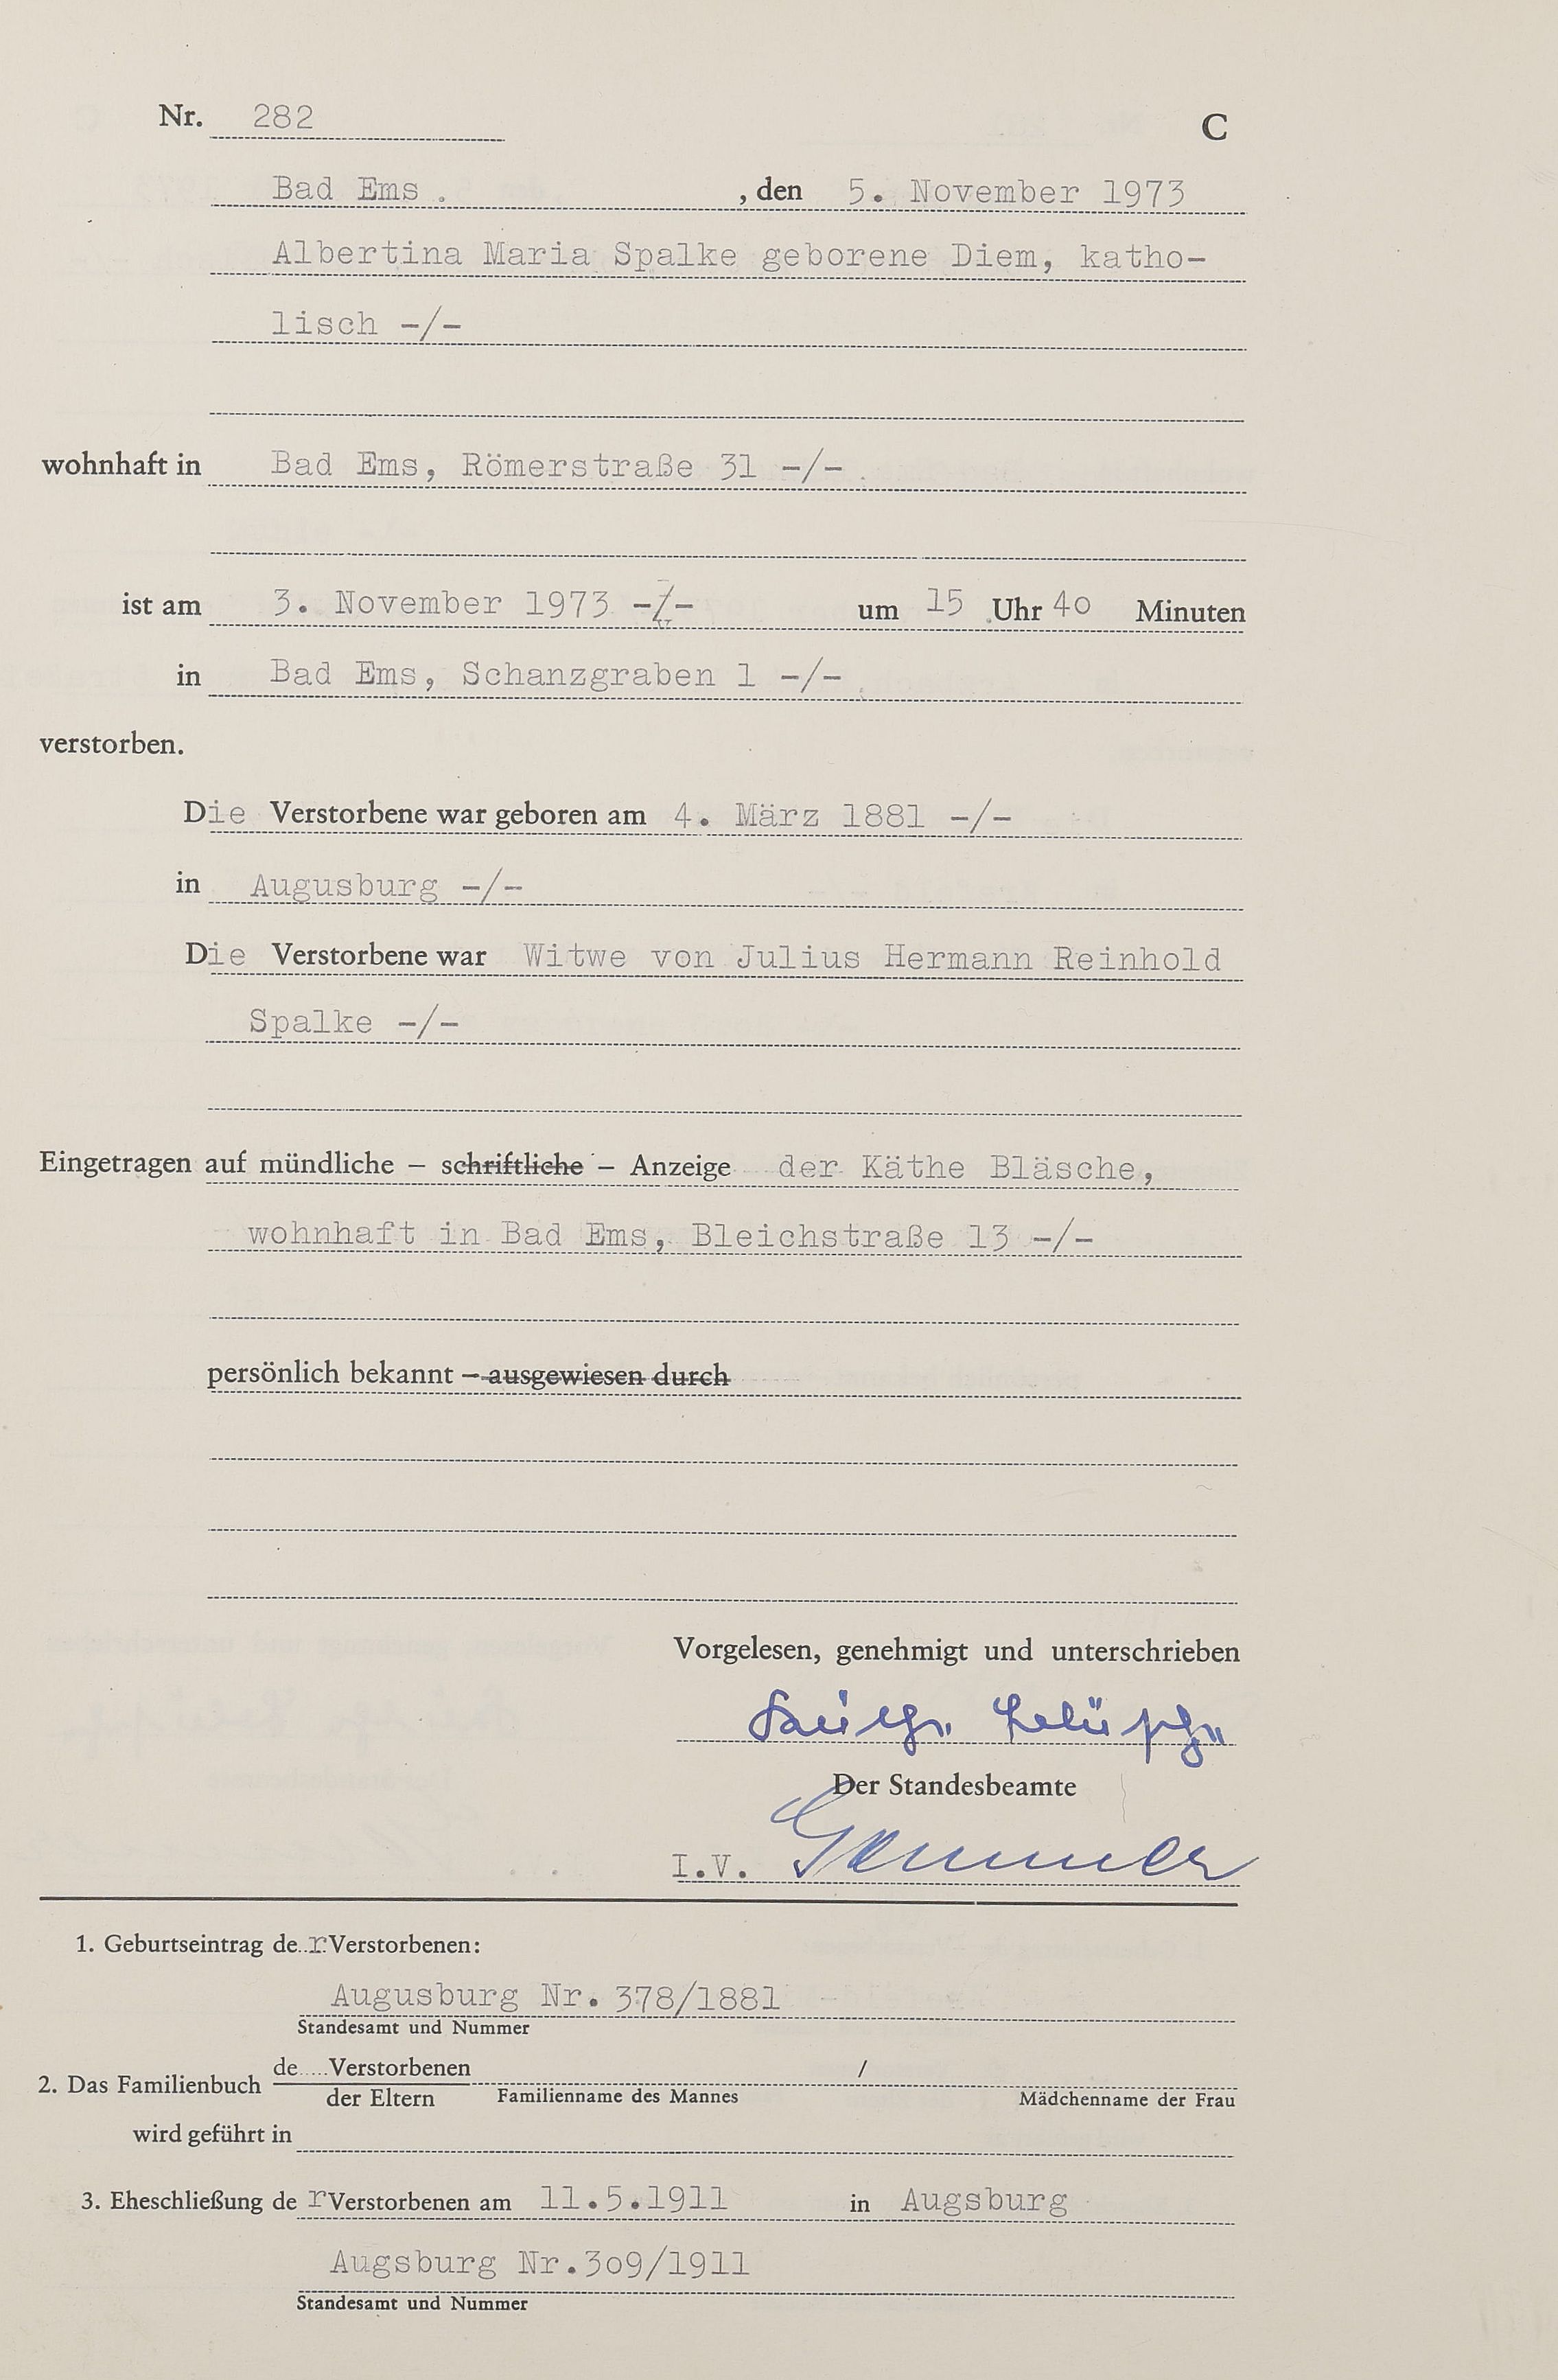 Nr. 282 C
Bad Ems , den 5. November 1973
Albertina Maria Spalke geborene Diem, katho-
lisch -/-
wohnhaft in Bad Ems, Römerstraße 31 -/-
ist am 3. November 1973 -/- um 15 Uhr 40 Minuten
in Bad Ems, Schanzgraben 1 -/-
verstorben.
Die Verstorbene war geboren am 4. März 1881 -/-
in Augusburg -/-
Die Verstorbene war Witwe von Julius Hermann Reinhold
Spalke -/-
Eingetragen auf mündliche – schriftliche – Anzeige der Käthe Bläsche,
wohnhaft in Bad Ems, Bleichstraße 13 -/-
persönlich bekannt – ausgewiesen durch
Vorgelesen, genehmigt und unterschrieben
Der Standesbeamte
I.V.
1. Geburtseintrag der Verstorbenen:
Augusburg Nr. 378/1881
Standesamt und Nummer
de.....Verstorbenen /
2. Das Familienbuch
der Eltern Familienname des Mannes Mädchenname der Frau
wird geführt in
3. Eheschließung der Verstorbenen am 11.5.1911 in Augsburg
Augsburg Nr.309/1911
Standesamt und Nummer